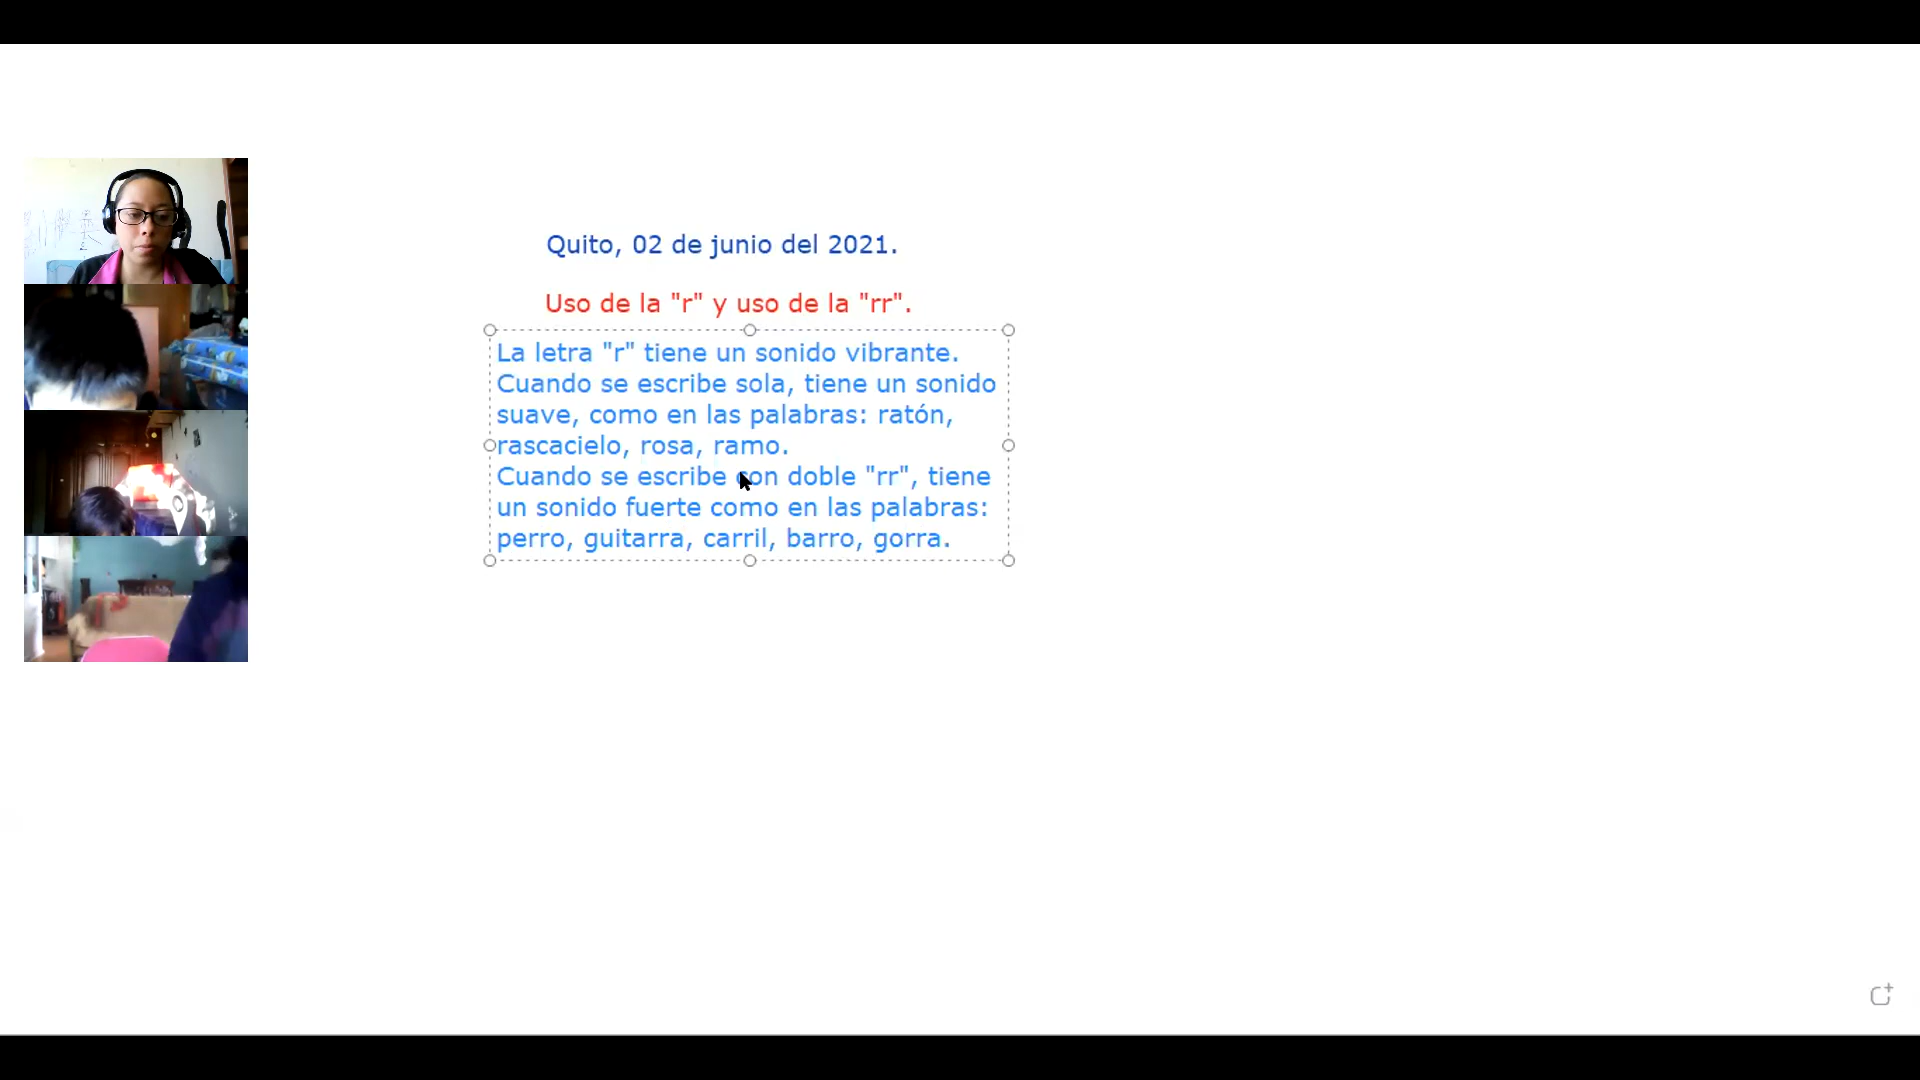 Quito, 02 de junio del 2021.
Uso de la "r" y uso de la "rr".
La letra "r" tiene un sonido vibrante.
Cuando se escribe sola, tiene un sonido
suave, como en las palabras: ratón,
rascacielo, rosa, ramo.
Cuando se escribe con doble "rr", tiene
un sonido fuerte como en las palabras:
perro, guitarra, carril, barro, gorra.